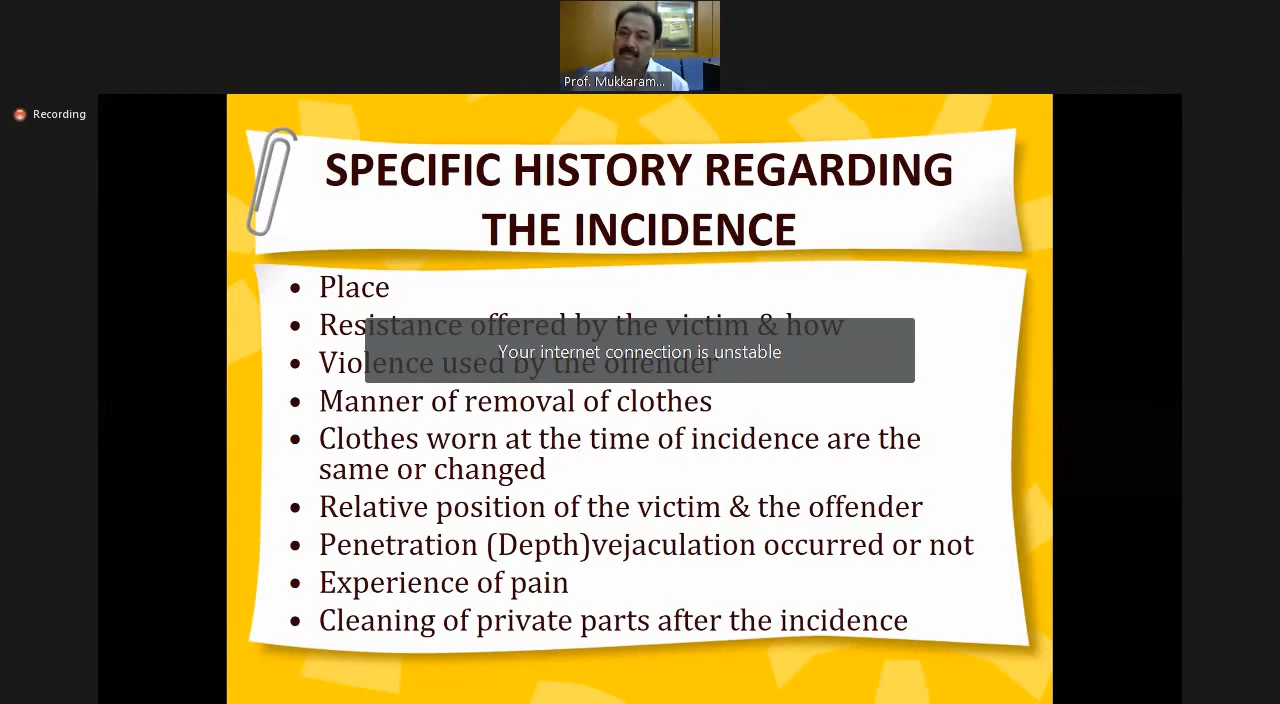 Prof. Mukkaram...
Recording
SPECIFIC HISTORY REGARDING
THE INCIDENCE
• Place
• Resistance offered by the victim & how
Your internet connection is unstable
• Violence used by the offender
• Manner of removal of clothes
• Clothes worn at the time of incidence are the
same or changed
• Relative position of the victim & the offender
• Penetration (Depth)vejaculation occurred or not
• Experience of pain
• Cleaning of private parts after the incidence